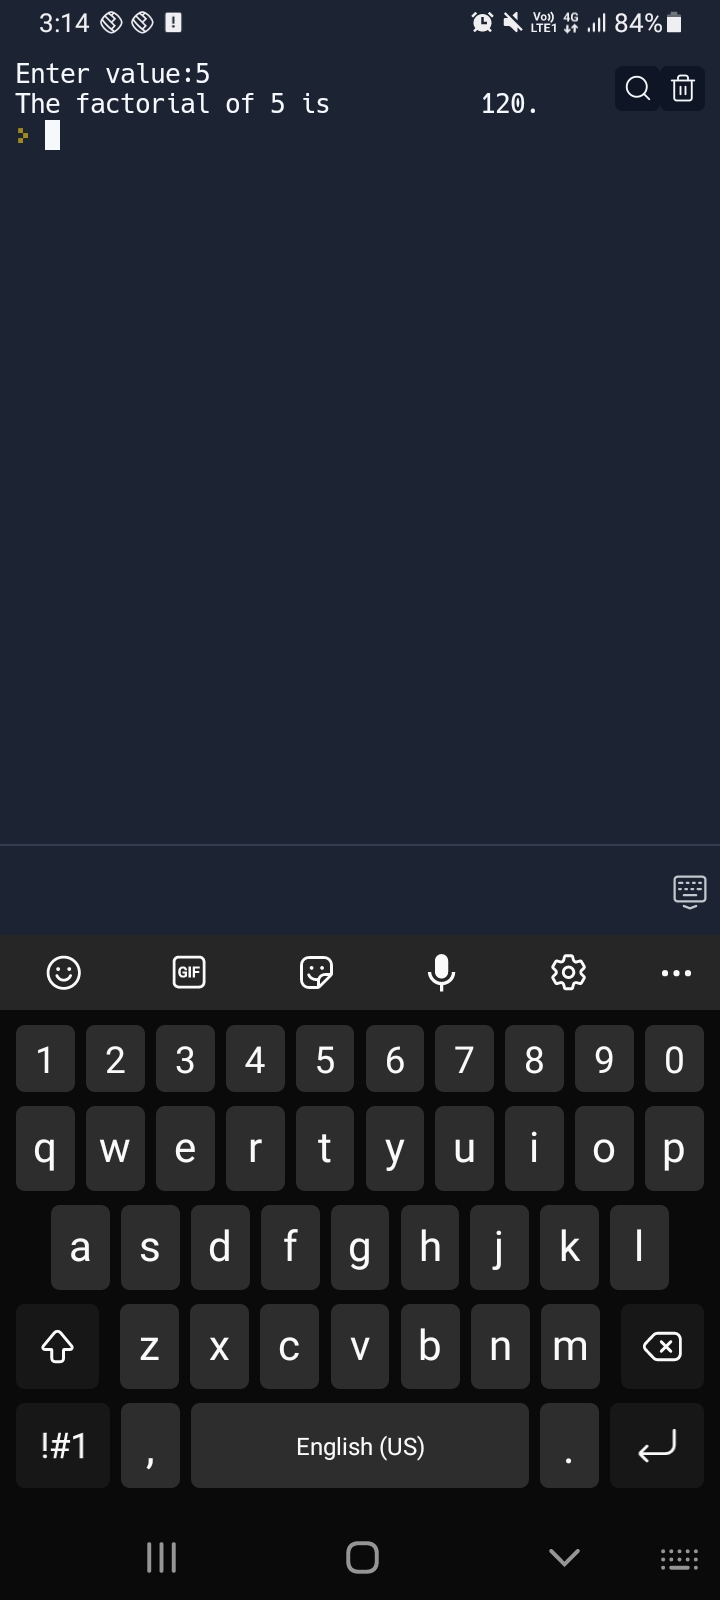 3:14 Vo)) LTE1 4G 84%
Enter value:5
The factorial of 5 is 120.
GIF
1 2 3 4 5 6 7 8 9 0
q w e r t y u i o p
a s d f g h j k l
z x c v b n m
!#1 , English (US) .